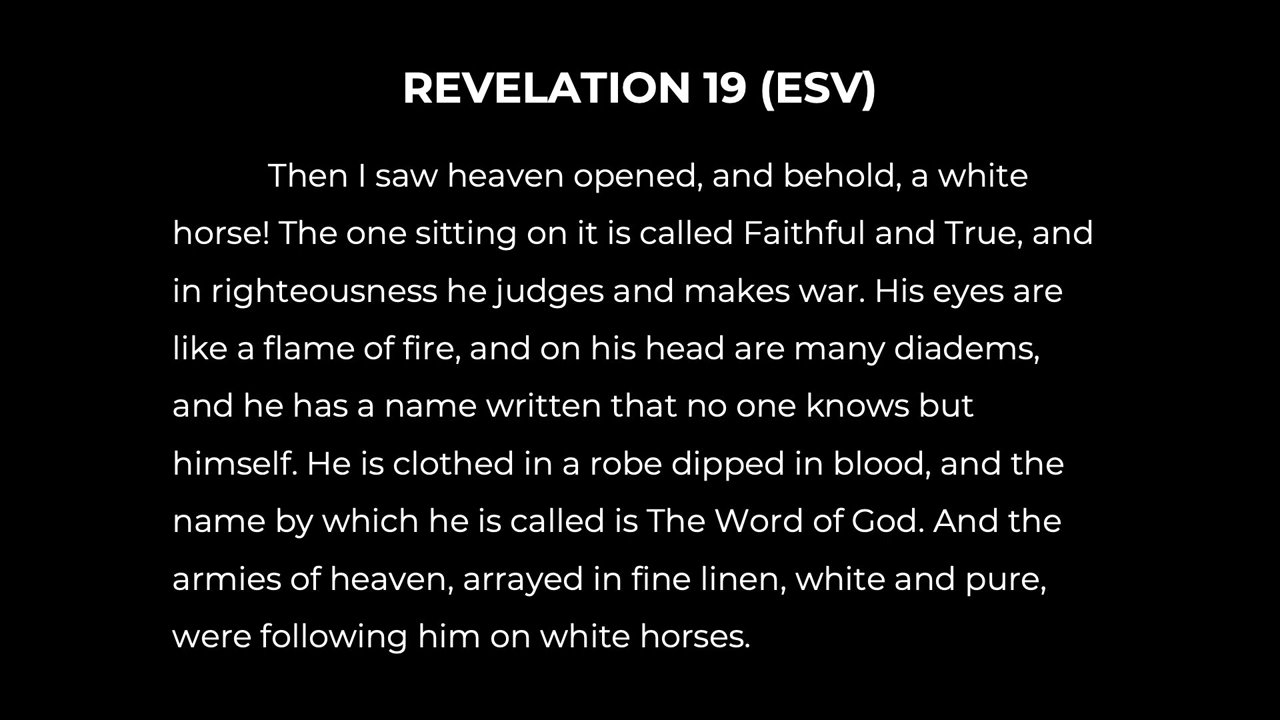 REVELATION 19 (ESV)
Then I saw heaven opened, and behold, a white
horse! The one sitting on it is called Faithful and True, and
in righteousness he judges and makes war. His eyes are
like a flame of fire, and on his head are many diadems,
and he has a name written that no one knows but
himself. He is clothed in a robe dipped in blood, and the
name by which he is called is The Word of God. And the
armies of heaven, arrayed in fine linen, white and pure,
were following him on white horses.